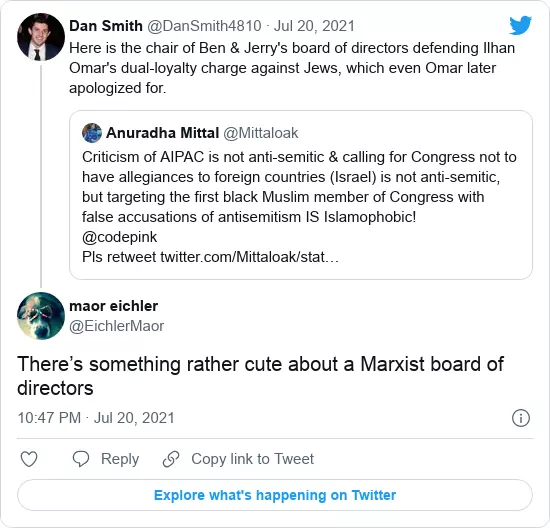 Dan Smith @DanSmith4810 · Jul 20, 2021
Here is the chair of Ben & Jerry's board of directors defending Ilhan
Omar's dual-loyalty charge against Jews, which even Omar later
apologized for.
Anuradha Mittal @Mittaloak
Criticism of AIPAC is not anti-semitic & calling for Congress not to
have allegiances to foreign countries (Israel) is not anti-semitic,
but targeting the first black Muslim member of Congress with
false accusations of antisemitism IS Islamophobic!
@codepink
Pls retweet twitter.com/Mittaloak/stat…
maor eichler
@EichlerMaor
There’s something rather cute about a Marxist board of
directors
10:47 PM · Jul 20, 2021
Reply
Copy link to Tweet
Explore what's happening on Twitter